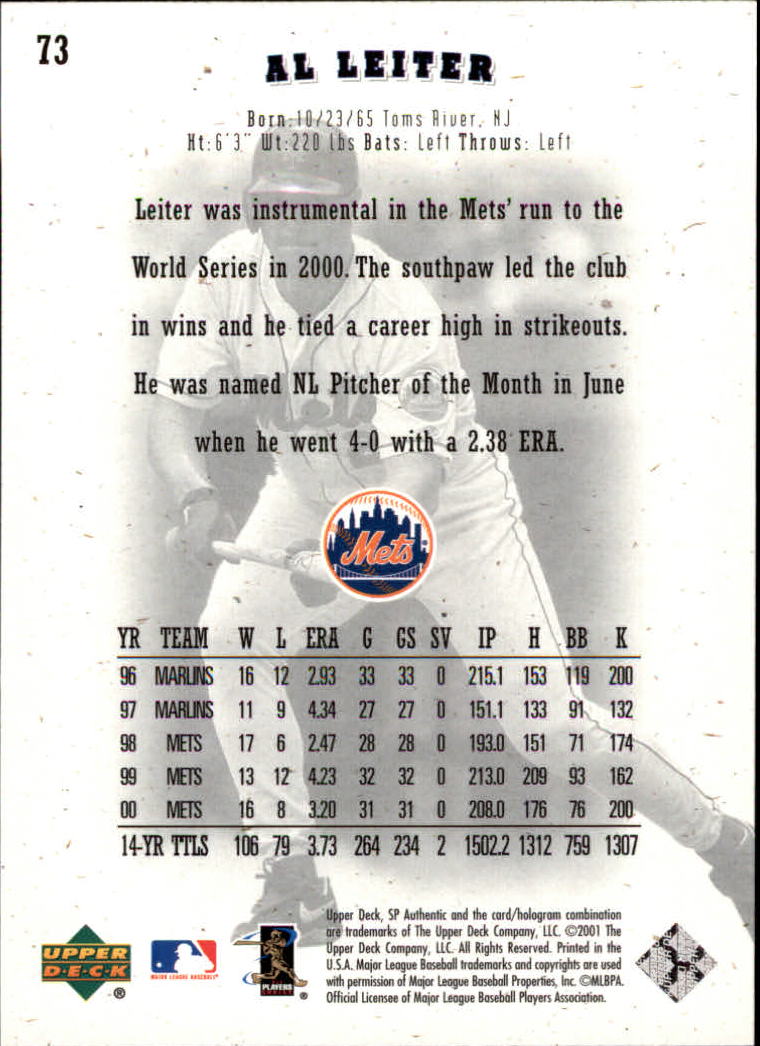 73
AL LEITER
Born:10/23/65 Toms River, NJ
Ht:6'3" Wt:220 lbs Bats: Left Throws: Left
Leiter was instrumental in the Mets' run to the
World Series in 2000. The southpaw led the club
in wins and he tied a career high in strikeouts.
He was named NL Pitcher of the Month in June
when he went 4-0 with a 2.38 ERA.
Mets
YR TEAM W L ERA G GS SV IP H BB K
96 MARLINS 16 12 2.93 33 33 0 215.1 153 119 200
97 MARLINS 11 9 4.34 27 27 0 151.1 133 91 132
98 METS 17 6 2.47 28 28 0 193.0 151 71 174
99 METS 13 12 4.23 32 32 0 213.0 209 93 162
00 METS 16 8 3.20 31 31 0 208.0 176 76 200
14-YR TTLS 106 79 3.73 264 234 2 1502.2 1312 759 1307
Upper Deck, SP Authentic and the card/hologram combination
are trademarks of The Upper Deck Company, LLC. ©2001 The
Upper Deck Company, LLC. All Rights Reserved. Printed in the
U.S.A. Major League Baseball trademarks and copyrights are used
with permission of Major League Baseball Properties, Inc. ©MLBPA.
Official Licensee of Major League Baseball Players Association.
UPPER
D·E·C·K
®
MAJOR LEAGUE BASEBALL
PLAYERS
CHOICE
®